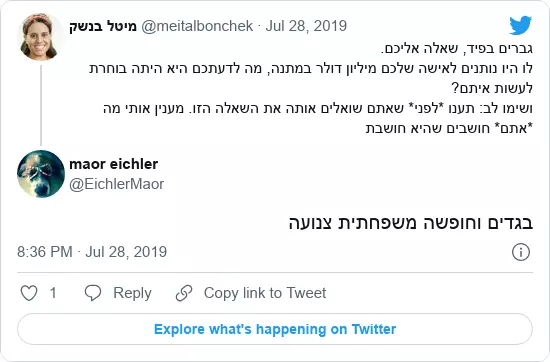 מיטל בונשק @meitalbonchek · Jul 28, 2019
גברים בפיד, שאלה אליכם.
לו היו נותנים לאישה שלכם מיליון דולר במתנה, מה לדעתכם היא היתה בוחרת
לעשות איתם?
ושימו לב: תענו *לפני* שאתם שואלים אותה את השאלה הזו. מענין אותי מה
*אתם* חושבים שהיא חושבת
maor eichler
@EichlerMaor
בגדים וחופשה משפחתית צנועה
8:36 PM · Jul 28, 2019
1 Reply Copy link to Tweet
Explore what's happening on Twitter